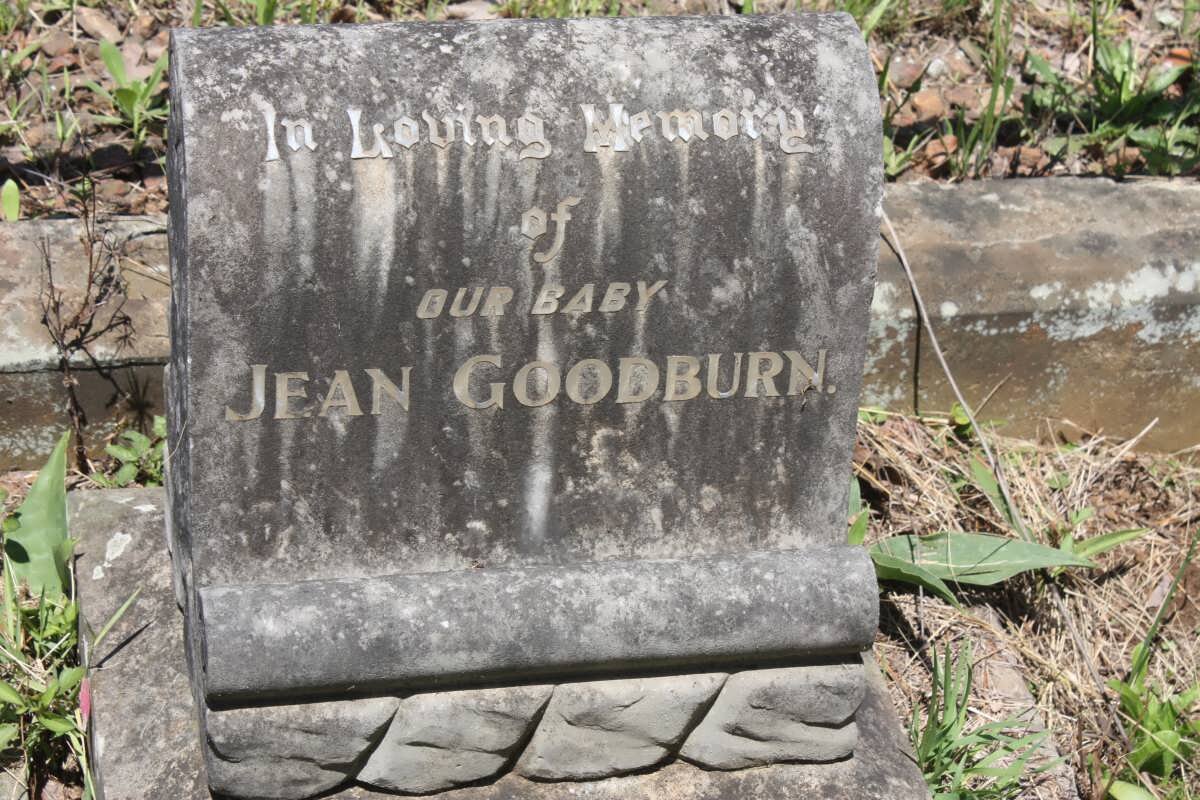 In Loving Memory
of
OUR BABY
JEAN GOODBURN.